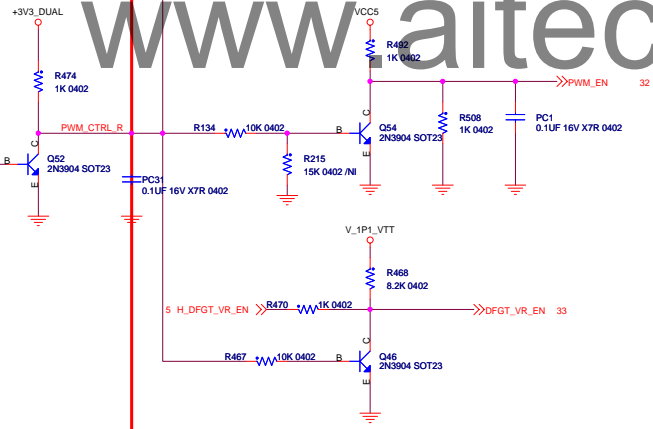 www.aitec
+3V3_DUAL
VCC5
R474
1K 0402
R492
1K 0402
PWM_EN 32
PWM_CTRL_R
R134 10K 0402
B
C
E
Q54
2N3904 SOT23
R508
1K 0402
PC1
0.1UF 16V X7R 0402
B
C
E
Q52
2N3904 SOT23
R215
15K 0402 /NI
PC31
0.1UF 16V X7R 0402
V_1P1_VTT
R468
8.2K 0402
5 H_DFGT_VR_EN
R470 1K 0402
DFGT_VR_EN 33
R467 10K 0402
B
C
E
Q46
2N3904 SOT23